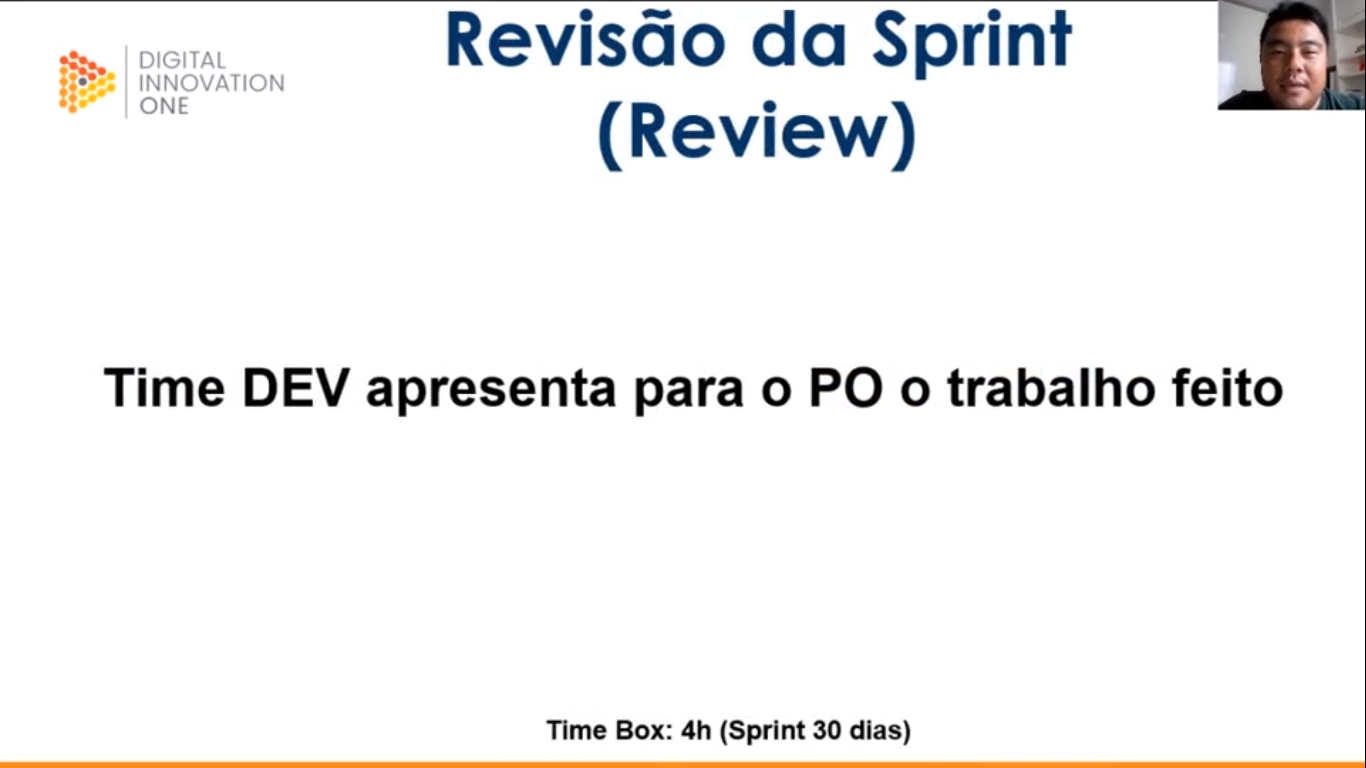 DIGITAL
INNOVATION
ONE
Revisão da Sprint
(Review)
Time DEV apresenta para o PO o trabalho feito
Time Box: 4h (Sprint 30 dias)